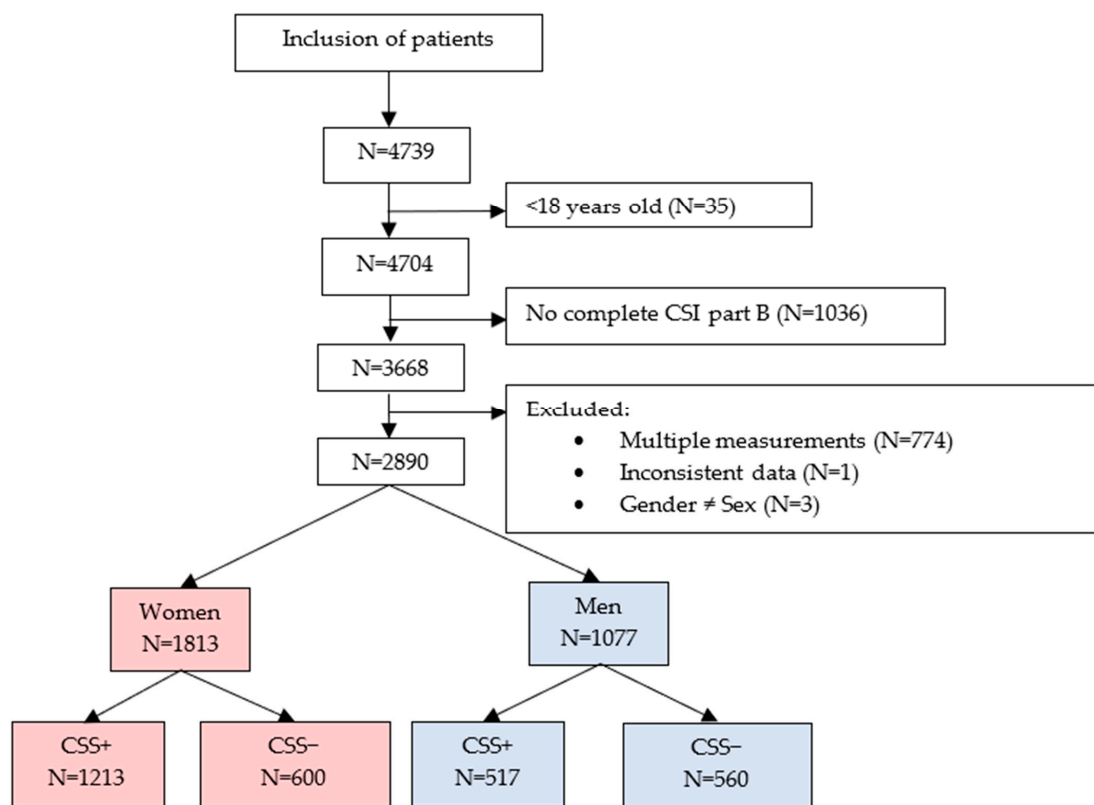 Inclusion of patients
N=4739
<18 years old (N=35)
N=4704
No complete CSI part B (N=1036)
N=3668
Excluded:
• Multiple measurements (N=774)
• Inconsistent data (N=1)
• Gender ≠ Sex (N=3)
N=2890
Women
N=1813
Men
N=1077
CSS+
N=1213
CSS−
N=600
CSS+
N=517
CSS−
N=560